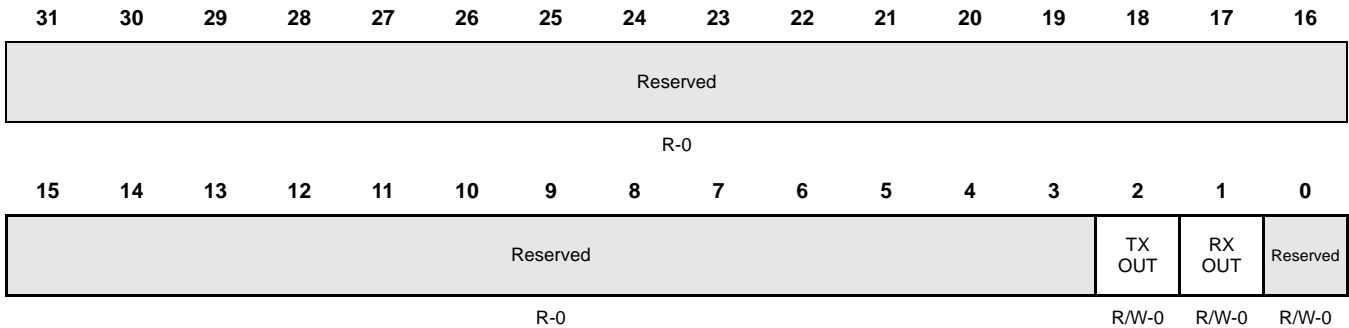 31 30 29 28 27 26 25 24 23 22 21 20 19 18 17 16
Reserved
R-0
15 14 13 12 11 10 9 8 7 6 5 4 3 2 1 0
Reserved TX OUT RX OUT Reserved
R-0 R/W-0 R/W-0 R/W-0